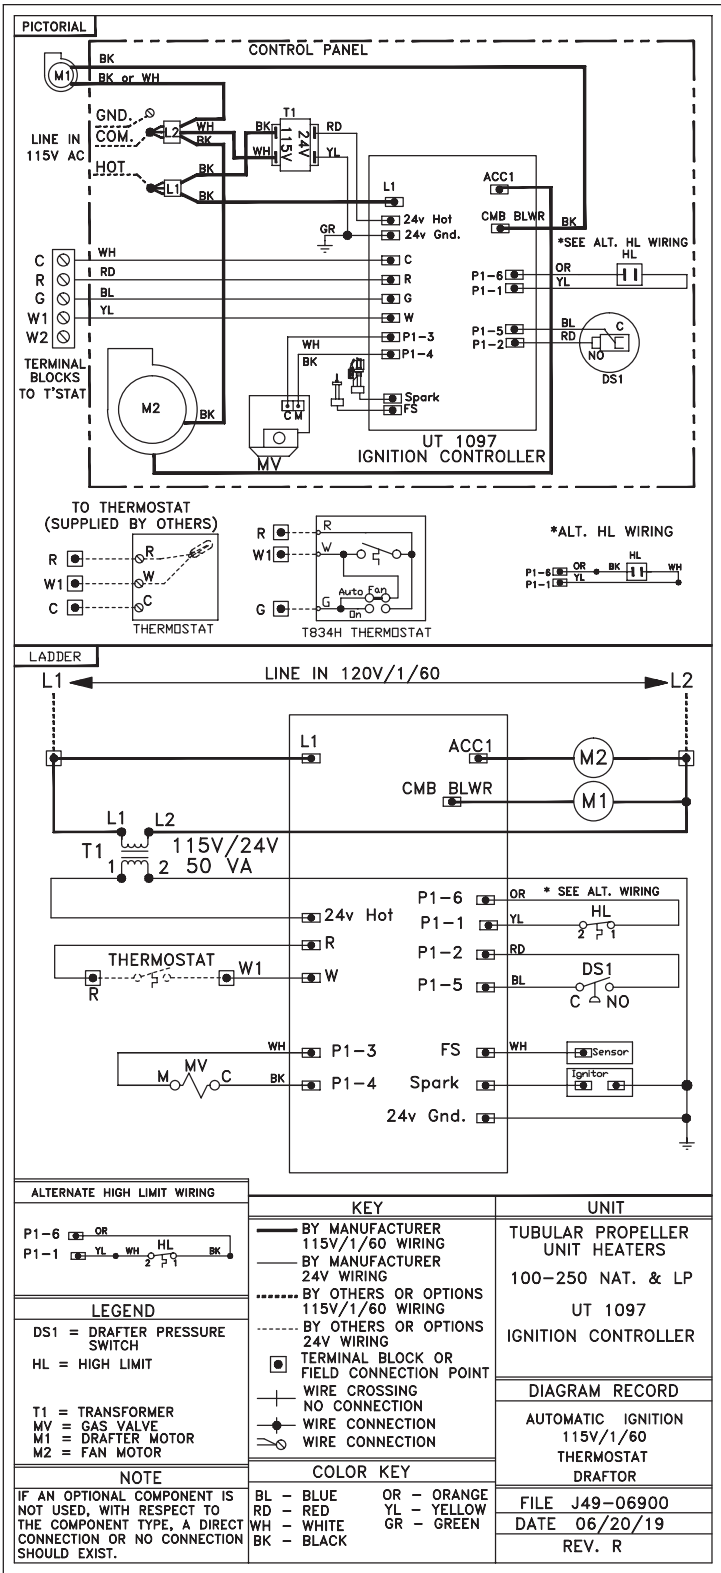 PICTORIAL
CONTROL PANEL
BK
M1
BK or WH
GND.
T1
LINE IN
115V AC
COM.
L2
WH
BK
BK
115V
24V
RD
WH
YL
HOT
BK
L1
BK
L1
ACC1
24v Hot
CMB BLWR
BK
GR
24v Gnd.
*SEE ALT. HL WIRING
HL
C
WH
C
P1-6
OR
R
RD
R
P1-1
YL
G
BL
G
W1
YL
W
P1-5
BL
C
W2
P1-3
P1-2
RD
NO
WH
BK
P1-4
DS1
TERMINAL
BLOCKS
TO T'STAT
M2
BK
C M
Spark
FS
MV
UT 1097
IGNITION CONTROLLER
TO THERMOSTAT
(SUPPLIED BY OTHERS)
R
R
W1
W
C
C
THERMOSTAT
R
R
W1
W
Auto
Fan
G
G
On
T834H THERMOSTAT
*ALT. HL WIRING
HL
P1-6
OR
BK
WH
P1-1
YL
LADDER
L1
LINE IN 120V/1/60
L2
L1
ACC1
M2
CMB BLWR
M1
L1
L2
T1
115V/24V
1
2
50 VA
P1-6
OR
* SEE ALT. WIRING
24v Hot
P1-1
YL
HL
2
1
R
P1-2
RD
THERMOSTAT
R
W1
W
P1-5
BL
DS1
C
NO
WH
P1-3
FS
WH
Sensor
M
MV
C
BK
P1-4
Spark
Ignitor
24v Gnd.
ALTERNATE HIGH LIMIT WIRING
P1-6
OR
P1-1
YL
WH
HL
2
1
BK
LEGEND
DS1 = DRAFTER PRESSURE
SWITCH
HL = HIGH LIMIT
T1 = TRANSFORMER
MV = GAS VALVE
M1 = DRAFTER MOTOR
M2 = FAN MOTOR
NOTE
IF AN OPTIONAL COMPONENT IS
NOT USED, WITH RESPECT TO
THE COMPONENT TYPE, A DIRECT
CONNECTION OR NO CONNECTION
SHOULD EXIST.
KEY
BY MANUFACTURER
115V/1/60 WIRING
BY MANUFACTURER
24V WIRING
BY OTHERS OR OPTIONS
115V/1/60 WIRING
BY OTHERS OR OPTIONS
24V WIRING
TERMINAL BLOCK OR
FIELD CONNECTION POINT
WIRE CROSSING
NO CONNECTION
WIRE CONNECTION
WIRE CONNECTION
COLOR KEY
BL - BLUE
OR - ORANGE
RD - RED
YL - YELLOW
WH - WHITE
GR - GREEN
BK - BLACK
UNIT
TUBULAR PROPELLER
UNIT HEATERS
100-250 NAT. & LP
UT 1097
IGNITION CONTROLLER
DIAGRAM RECORD
AUTOMATIC IGNITION
115V/1/60
THERMOSTAT
DRAFTOR
FILE J49-06900
DATE 06/20/19
REV. R